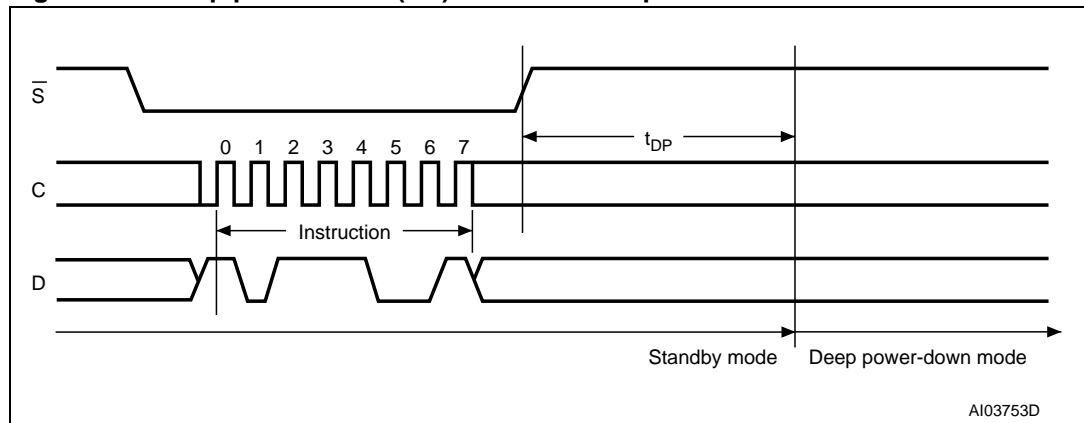 S
0 1 2 3 4 5 6 7
tDP
C
Instruction
D
Standby mode
Deep power-down mode
AI03753D